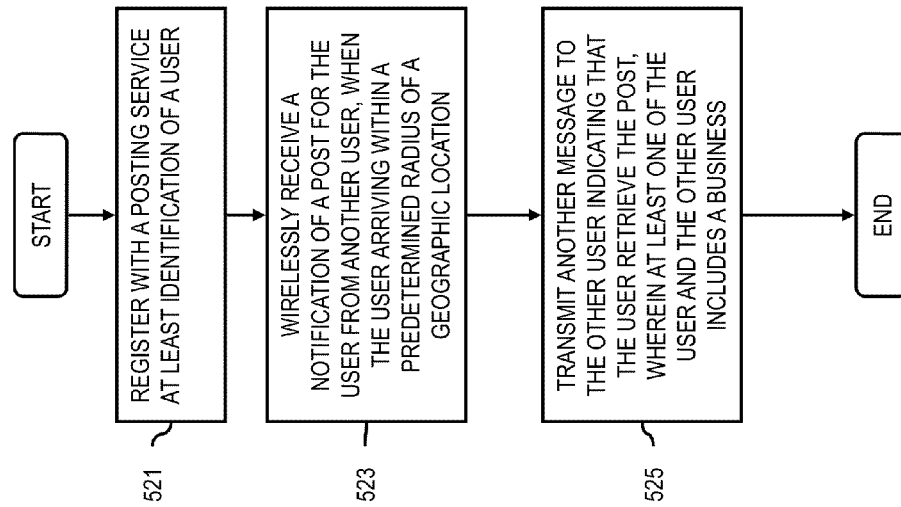 START
REGISTER WITH A POSTING SERVICE
AT LEAST IDENTIFICATION OF A USER
521
WIRELESSLY RECEIVE A
NOTIFICATION OF A POST FOR THE
USER FROM ANOTHER USER, WHEN
THE USER ARRIVING WITHIN A
PREDETERMINED RADIUS OF A
GEOGRAPHIC LOCATION
523
TRANSMIT ANOTHER MESSAGE TO
THE OTHER USER INDICATING THAT
THE USER RETRIEVE THE POST,
WHEREIN AT LEAST ONE OF THE
USER AND THE OTHER USER
INCLUDES A BUSINESS
525
END